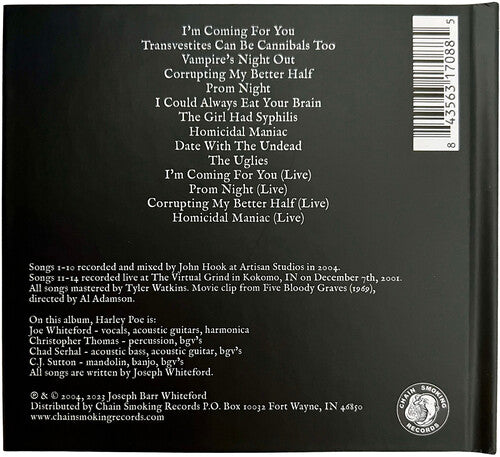 I'm Coming For You
Transvestites Can Be Cannibals Too
Vampire's Night Out
Corrupting My Better Half
Prom Night
I Could Always Eat Your Brain
The Girl Had Syphilis
Homicidal Maniac
Date With The Undead
The Uglies
I'm Coming For You (Live)
Prom Night (Live)
Corrupting My Better Half (Live)
Homicidal Maniac (Live)
8 43563 17088 5
Songs 1-10 recorded and mixed by John Hook at Artisan Studios in 2004.
Songs 11-14 recorded live at The Virtual Grind in Kokomo, IN on December 7th, 2001.
All songs mastered by Tyler Watkins. Movie clip from Five Bloody Graves (1969),
directed by Al Adamson.
On this album, Harley Poe is:
Joe Whiteford - vocals, acoustic guitars, harmonica
Christopher Thomas - percussion, bgv's
Chad Serhal - acoustic bass, acoustic guitar, bgv's
C.J. Sutton - mandolin, banjo, bgv's
All songs are written by Joseph Whiteford.
℗ & © 2004, 2023 Joseph Barr Whiteford
Distributed by Chain Smoking Records P.O. Box 10032 Fort Wayne, IN 46850
www.chainsmokingrecords.com
CHAIN SMOKING
RECORDS